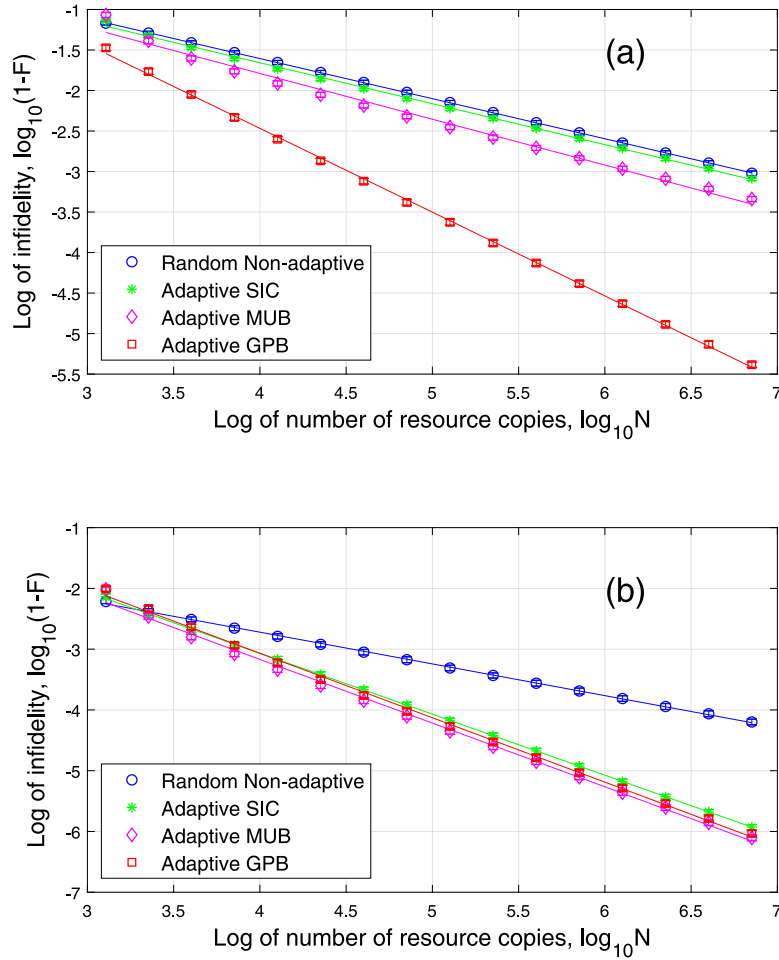 (a)
Log of infidelity, log10(1-F)
-1
-1.5
-2.0
-2.5
-3.0
-3.5
-4.5
-5
-5.5
Random Non-adaptive
Adaptive SIC
Adaptive MUB
Adaptive GPB
3 3.5 4 4.5 5 5.5 6 6.5 7
Log of number of resource copies, log10N
(b)
Log of infidelity, log10(1-F)
-1
-2
-3
-4
-5
-6
-7
Random Non-adaptive
Adaptive SIC
Adaptive MUB
Adaptive GPB
3 3.5 4 4.5 5 5.5 6 6.5 7
Log of number of resource copies, log10N